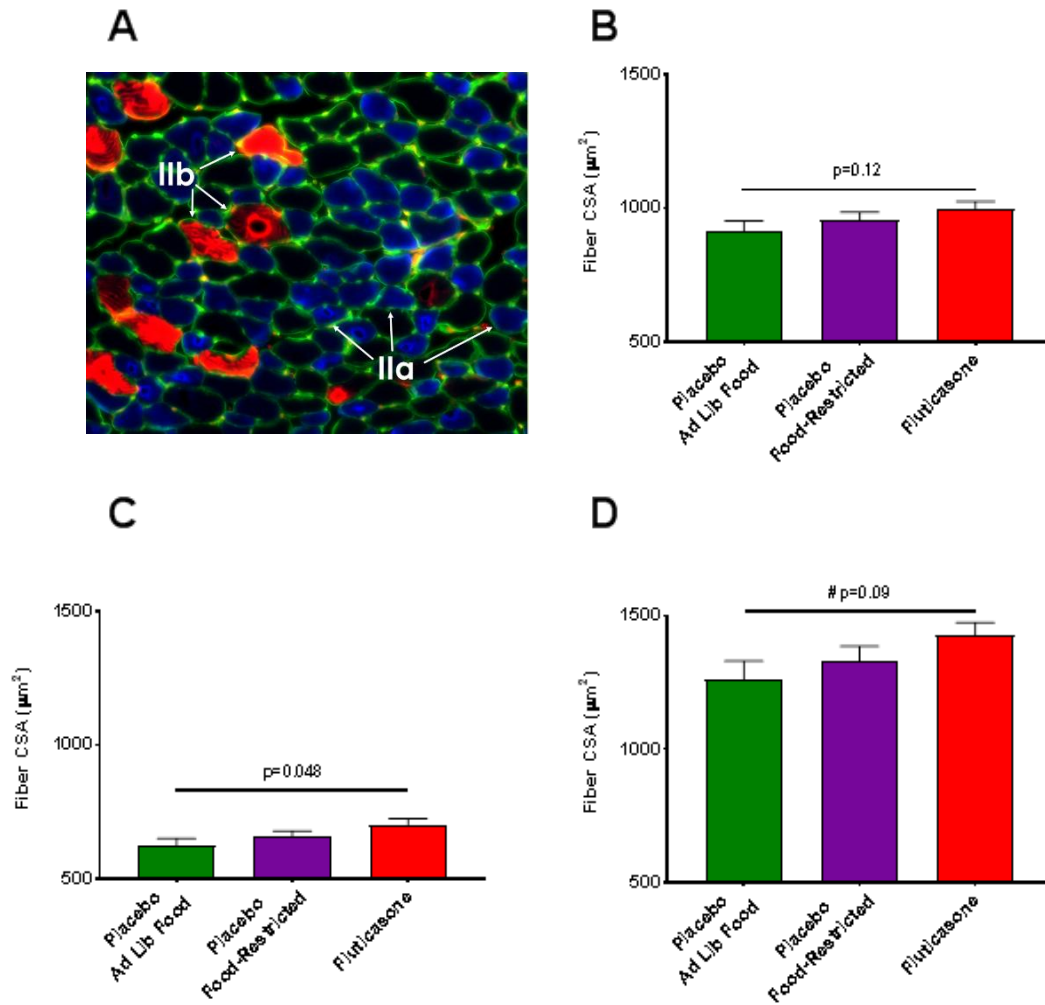 A
IIb
IIa
B
1500
1000
500
Fiber CSA (µm²)
p=0.12
Placebo
Ad Lib Food
Placebo
Food-Restricted
Fluticasone
C
1500
1000
500
Fiber CSA (µm²)
p=0.048
Placebo
Ad Lib Food
Placebo
Food-Restricted
Fluticasone
D
1500
1000
500
Fiber CSA (µm²)
# p=0.09
Placebo
Ad Lib Food
Placebo
Food-Restricted
Fluticasone